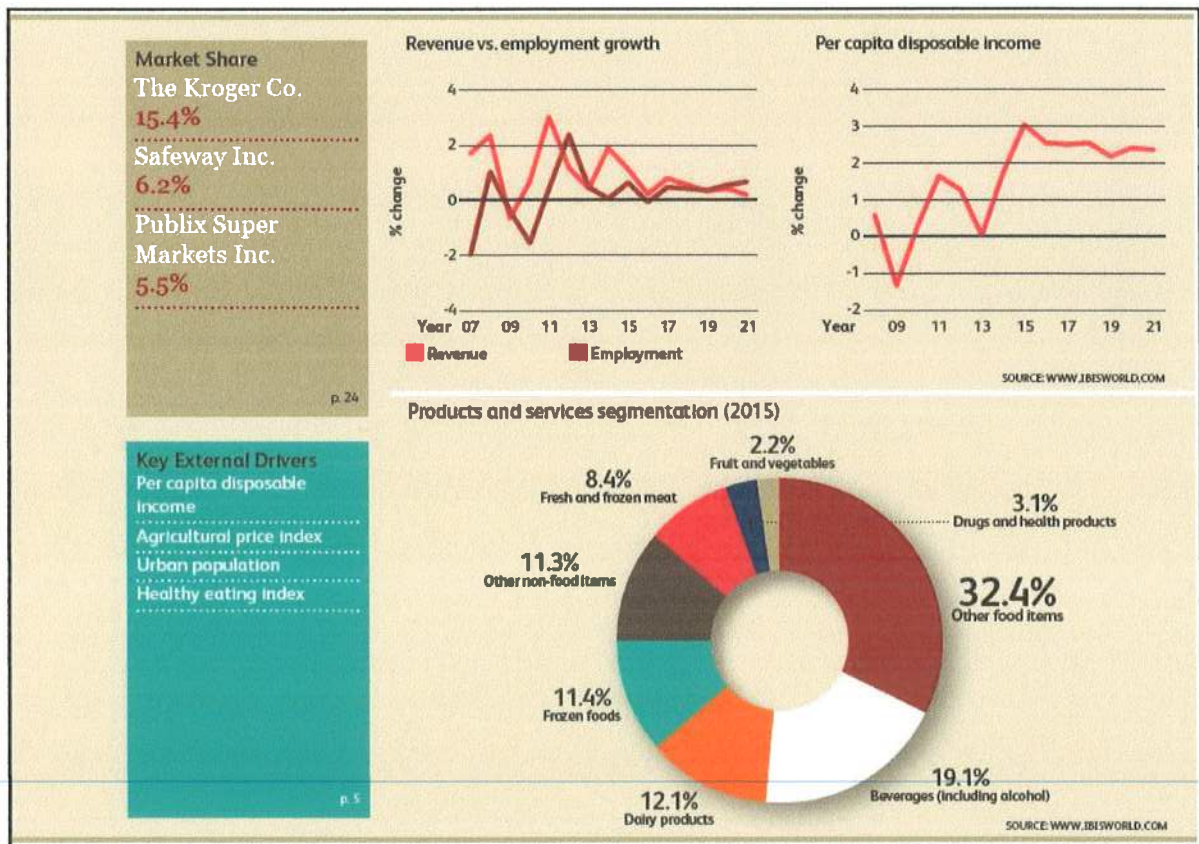 Market Share
The Kroger Co.
15.4%
Safeway Inc.
6.2%
Publix Super
Markets Inc.
5.5%
p. 24
Key External Drivers
Per capita disposable
income
Agricultural price index
Urban population
Healthy eating index
p. 5
Revenue vs. employment growth
% change
4
2
0
-2
-4
Year 07 09 11 13 15 17 19 21
Revenue Employment
Per capita disposable income
% change
4
3
2
1
0
-1
-2
Year 09 11 13 15 17 19 21
SOURCE: WWW.IBISWORLD.COM
Products and services segmentation (2015)
2.2%
Fruit and vegetables
8.4%
Fresh and frozen meat
3.1%
Drugs and health products
11.3%
Other non-food items
32.4%
Other food items
11.4%
Frozen foods
19.1%
Beverages (including alcohol)
12.1%
Dairy products
SOURCE: WWW.IBISWORLD.COM